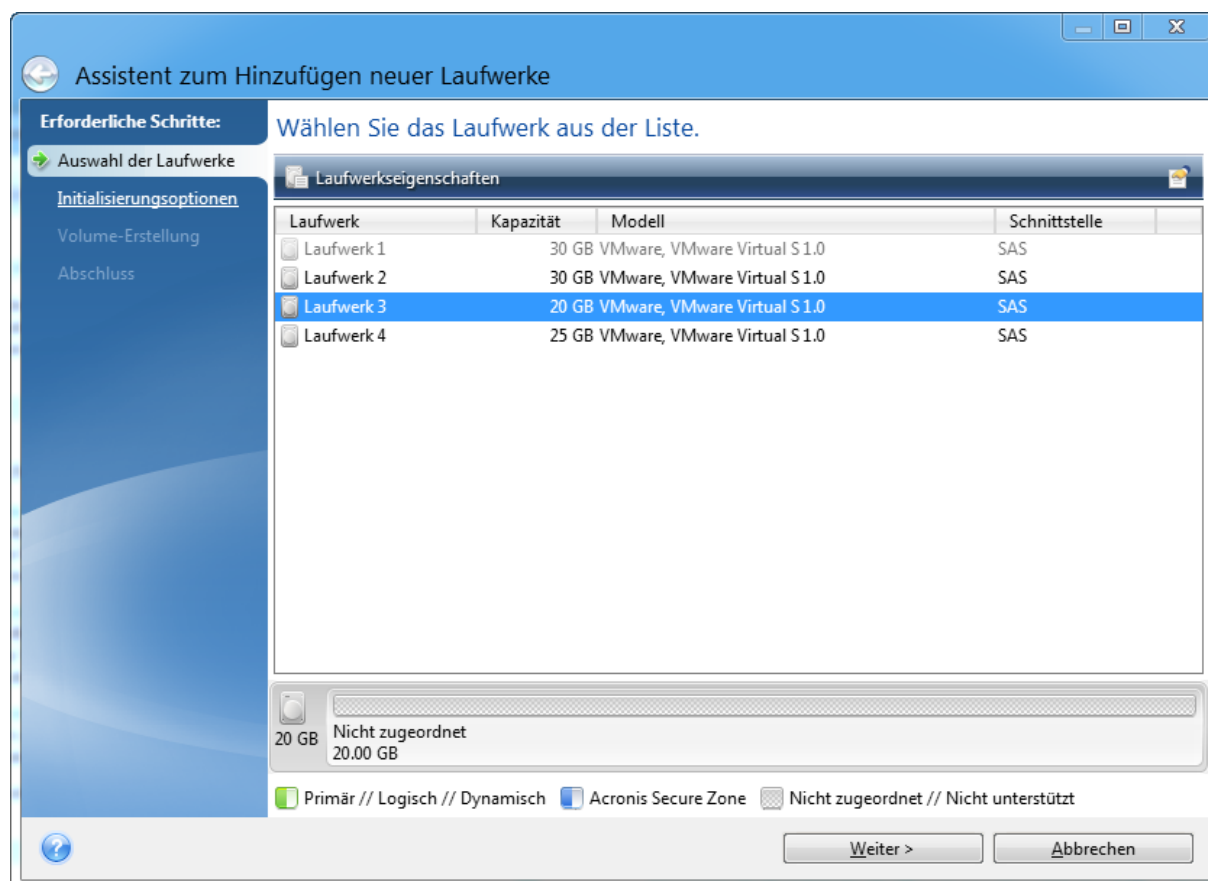 Assistent zum Hinzufügen neuer Laufwerke
Erforderliche Schritte:
Auswahl der Laufwerke
Initialisierungsoptionen
Volume-Erstellung
Abschluss
Wählen Sie das Laufwerk aus der Liste.
Laufwerkseigenschaften
Laufwerk Kapazität Modell Schnittstelle
Laufwerk 1 30 GB VMware, VMware Virtual S 1.0 SAS
Laufwerk 2 30 GB VMware, VMware Virtual S 1.0 SAS
Laufwerk 3 20 GB VMware, VMware Virtual S 1.0 SAS
Laufwerk 4 25 GB VMware, VMware Virtual S 1.0 SAS
20 GB
Nicht zugeordnet
20.00 GB
Primär // Logisch // Dynamisch Acronis Secure Zone Nicht zugeordnet // Nicht unterstützt
Weiter > Abbrechen